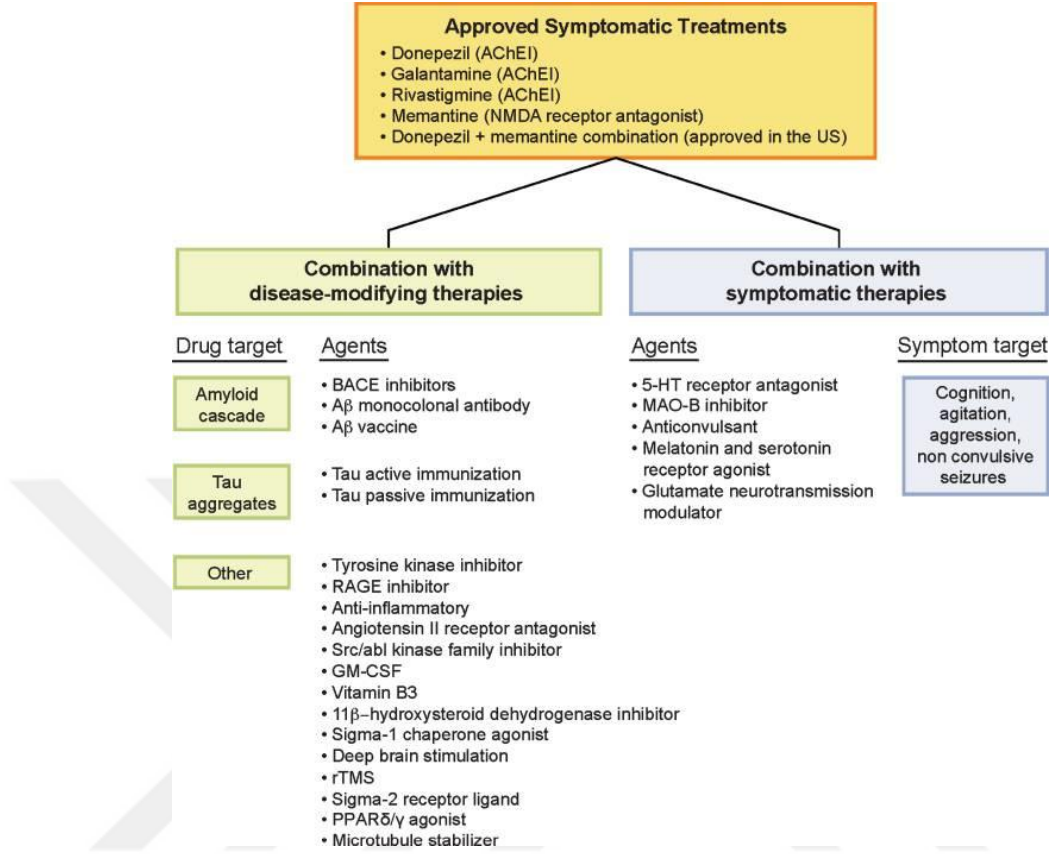 Approved Symptomatic Treatments
• Donepezil (AChEI)
• Galantamine (AChEI)
• Rivastigmine (AChEI)
• Memantine (NMDA receptor antagonist)
• Donepezil + memantine combination (approved in the US)
Combination with
disease-modifying therapies
Drug target
Agents
Amyloid
cascade
• BACE inhibitors
• Aβ monocolonal antibody
• Aβ vaccine
Tau
aggregates
• Tau active immunization
• Tau passive immunization
Other
• Tyrosine kinase inhibitor
• RAGE inhibitor
• Anti-inflammatory
• Angiotensin II receptor antagonist
• Src/abl kinase family inhibitor
• GM-CSF
• Vitamin B3
• 11β–hydroxysteroid dehydrogenase inhibitor
• Sigma-1 chaperone agonist
• Deep brain stimulation
• rTMS
• Sigma-2 receptor ligand
• PPARδ/γ agonist
• Microtubule stabilizer
Combination with
symptomatic therapies
Agents
• 5-HT receptor antagonist
• MAO-B inhibitor
• Anticonvulsant
• Melatonin and serotonin
receptor agonist
• Glutamate neurotransmission
modulator
Symptom target
Cognition,
agitation,
aggression,
non convulsive
seizures